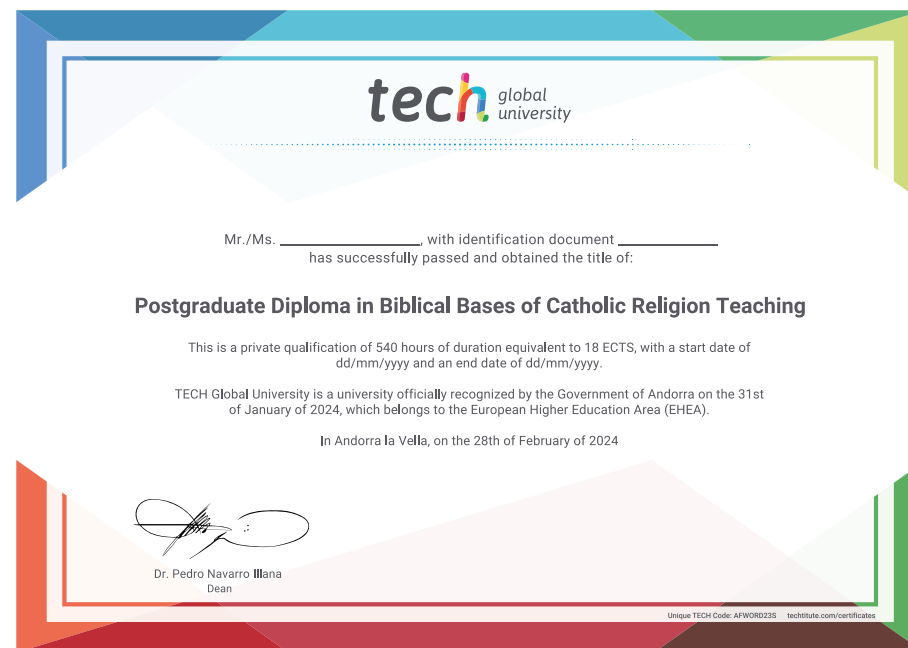 tech global university
Mr./Ms. ____________, with identification document ____________
has successfully passed and obtained the title of:
Postgraduate Diploma in Biblical Bases of Catholic Religion Teaching
This is a private qualification of 540 hours of duration equivalent to 18 ECTS, with a start date of
dd/mm/yyyy and an end date of dd/mm/yyyy.
TECH Global University is a university officially recognized by the Government of Andorra on the 31st
of January of 2024, which belongs to the European Higher Education Area (EHEA).
In Andorra la Vella, on the 28th of February of 2024
Dr. Pedro Navarro Illana
Dean
Unique TECH Code: AFWORD23S techtitute.com/certificates